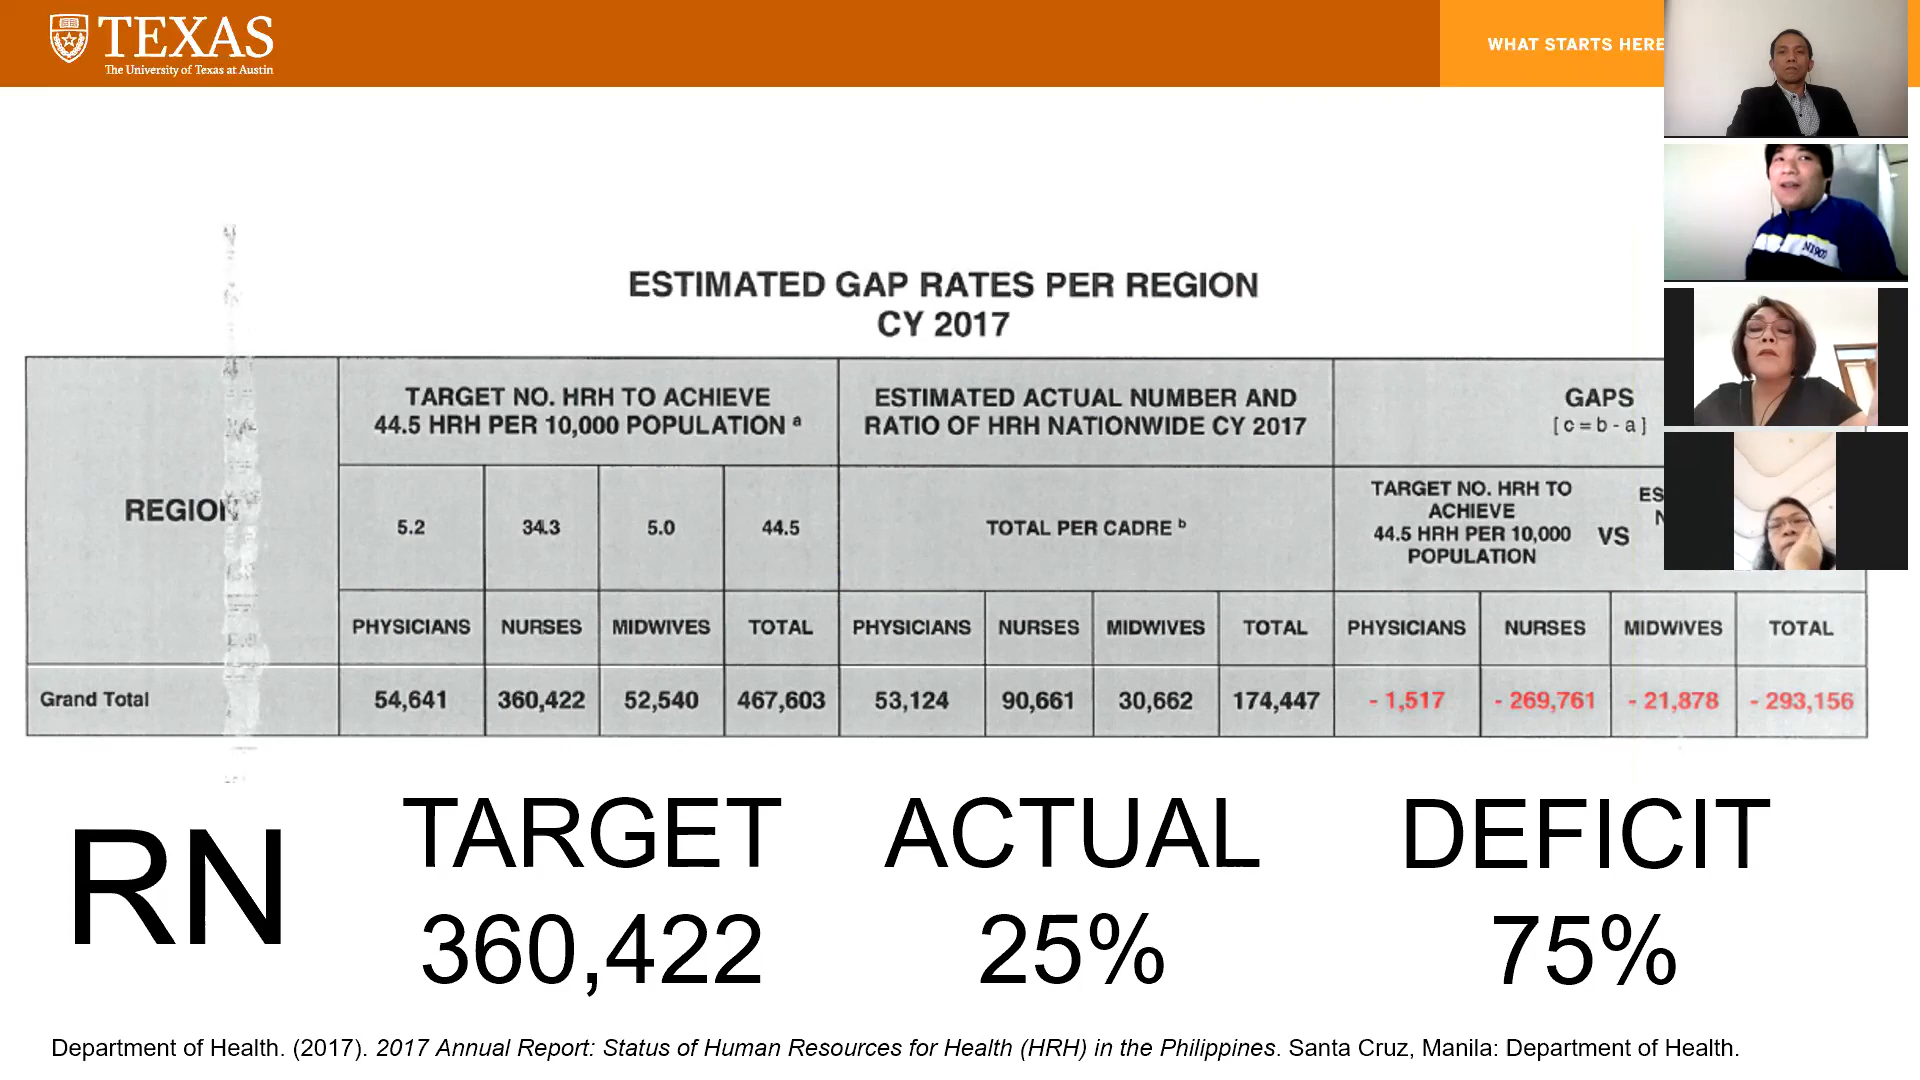 TEXAS
The University of Texas at Austin
WHAT STARTS HERE
N1900
ESTIMATED GAP RATES PER REGION
CY 2017
REGION
TARGET NO. HRH TO ACHIEVE
44.5 HRH PER 10,000 POPULATION a
ESTIMATED ACTUAL NUMBER AND
RATIO OF HRH NATIONWIDE CY 2017
GAPS
[ c = b - a ]
5.2 34.3 5.0 44.5
TOTAL PER CADRE b
TARGET NO. HRH TO
ACHIEVE
44.5 HRH PER 10,000
POPULATION
VS
PHYSICIANS NURSES MIDWIVES TOTAL PHYSICIANS NURSES MIDWIVES TOTAL PHYSICIANS NURSES MIDWIVES TOTAL
Grand Total 54,641 360,422 52,540 467,603 53,124 90,661 30,662 174,447 - 1,517 - 269,761 - 21,878 - 293,156
RN
TARGET ACTUAL DEFICIT
360,422 25% 75%
Department of Health. (2017). 2017 Annual Report: Status of Human Resources for Health (HRH) in the Philippines. Santa Cruz, Manila: Department of Health.